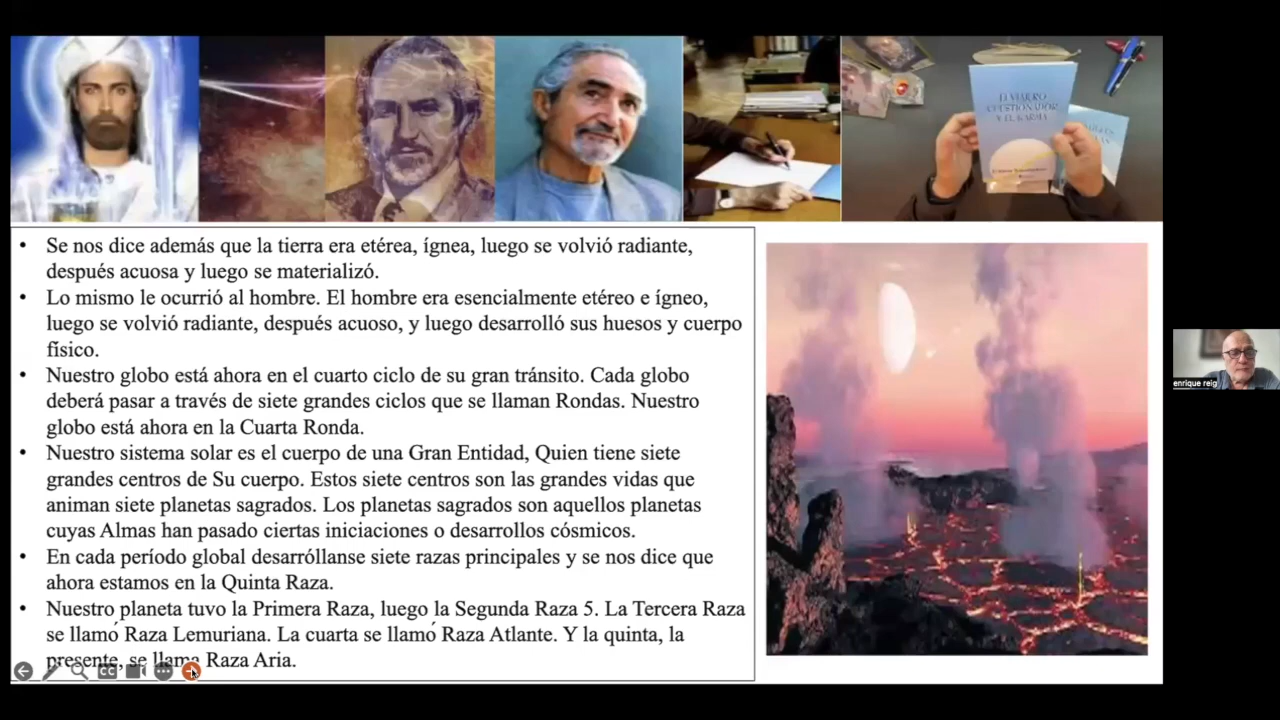 EL VIAJERO
CUESTIONADOR
Y EL KARMA
• Se nos dice además que la tierra era etérea, ígnea, luego se volvió radiante,
después acuosa y luego se materializó.
• Lo mismo le ocurrió al hombre. El hombre era esencialmente etéreo e ígneo,
luego se volvió radiante, después acuoso, y luego desarrolló sus huesos y cuerpo
físico.
• Nuestro globo está ahora en el cuarto ciclo de su gran tránsito. Cada globo
deberá pasar a través de siete grandes ciclos que se llaman Rondas. Nuestro
globo está ahora en la Cuarta Ronda.
• Nuestro sistema solar es el cuerpo de una Gran Entidad, Quien tiene siete
grandes centros de Su cuerpo. Estos siete centros son las grandes vidas que
animan siete planetas sagrados. Los planetas sagrados son aquellos planetas
cuyas Almas han pasado ciertas iniciaciones o desarrollos cósmicos.
• En cada período global desarróllanse siete razas principales y se nos dice que
ahora estamos en la Quinta Raza.
• Nuestro planeta tuvo la Primera Raza, luego la Segunda Raza 5. La Tercera Raza
se llamó Raza Lemuriana. La cuarta se llamó Raza Atlante. Y la quinta, la
presente, se llama Raza Aria.
CC
enrique reig